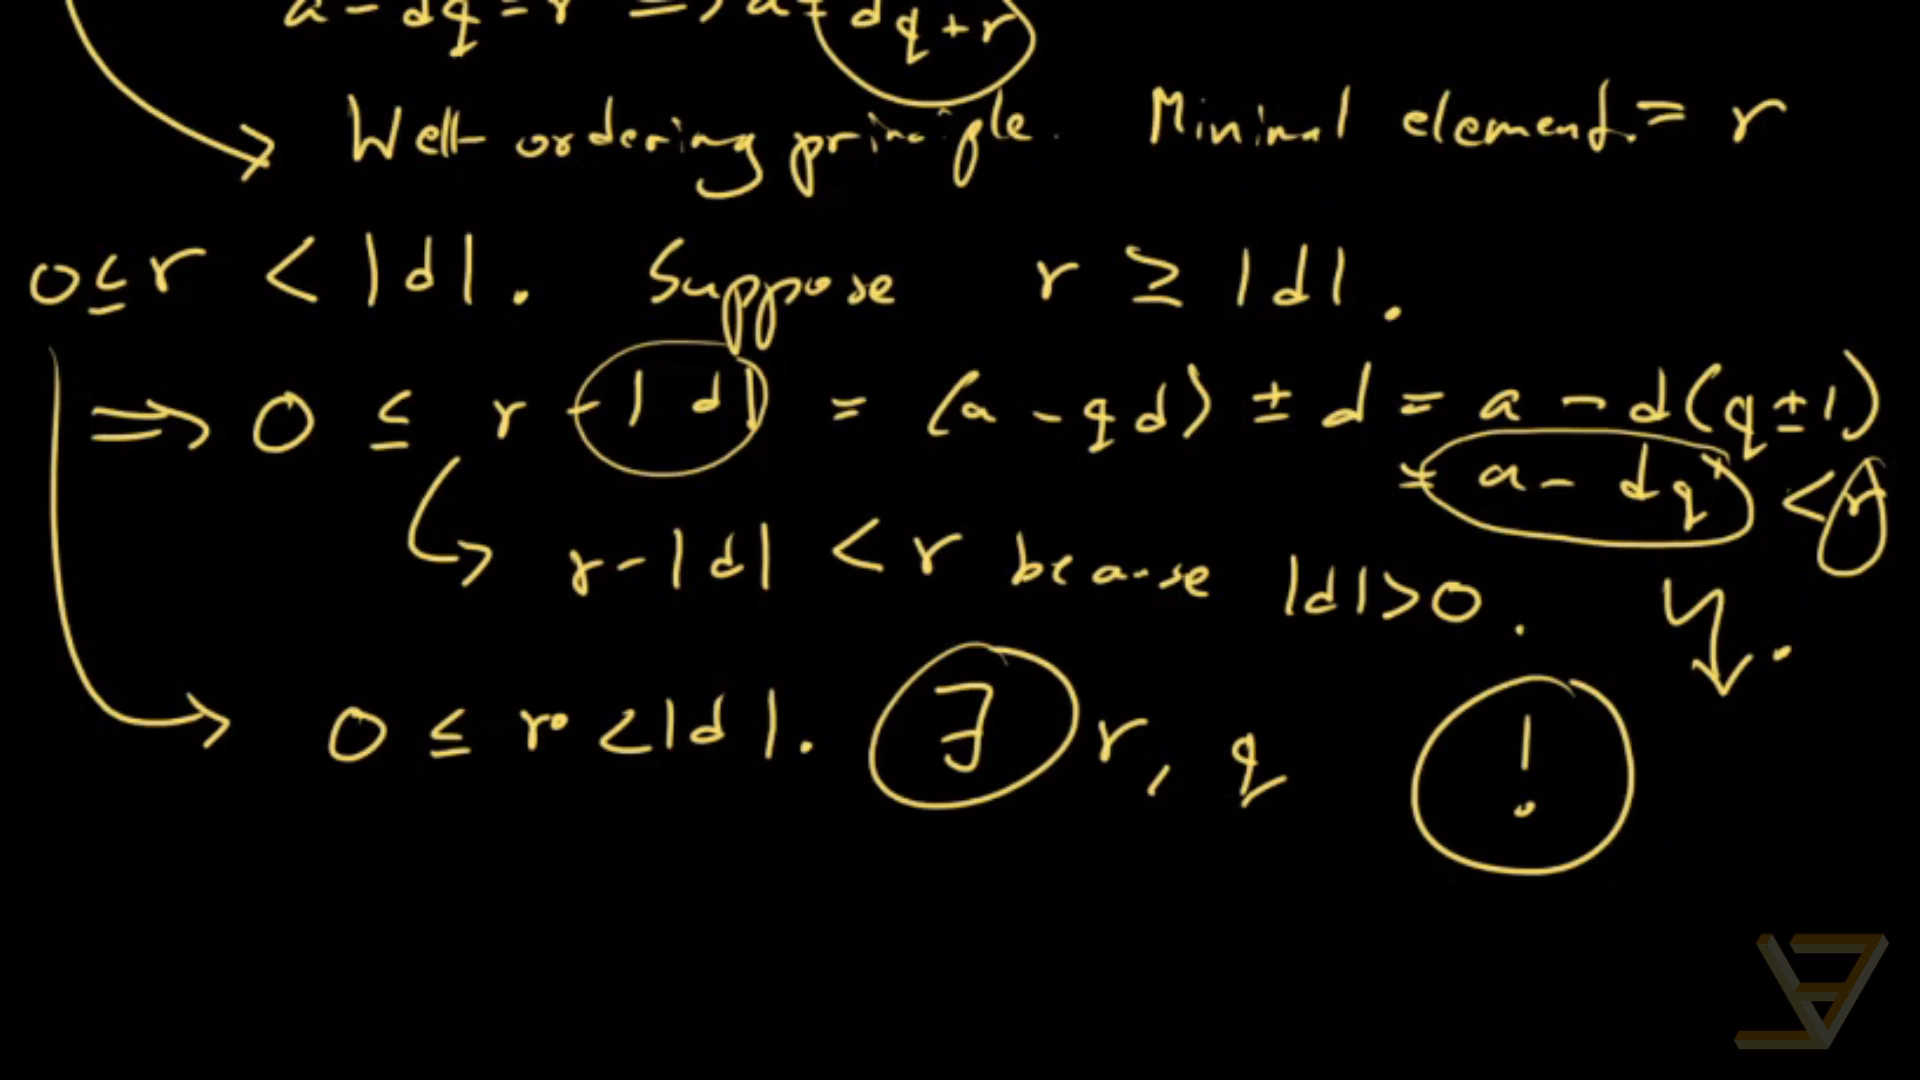 a - dq = r ⟹ a = dq + r
Well-ordering principle. Minimal element = r
0 ≤ r < |d|. Suppose r ≥ |d|.
⟹ 0 ≤ r - |d| = (a - qd) ± d = a - d(q ± 1)
= a - dq* < r
↳ r - |d| < r because |d| > 0.
0 ≤ r < |d|. ∃ r, q !